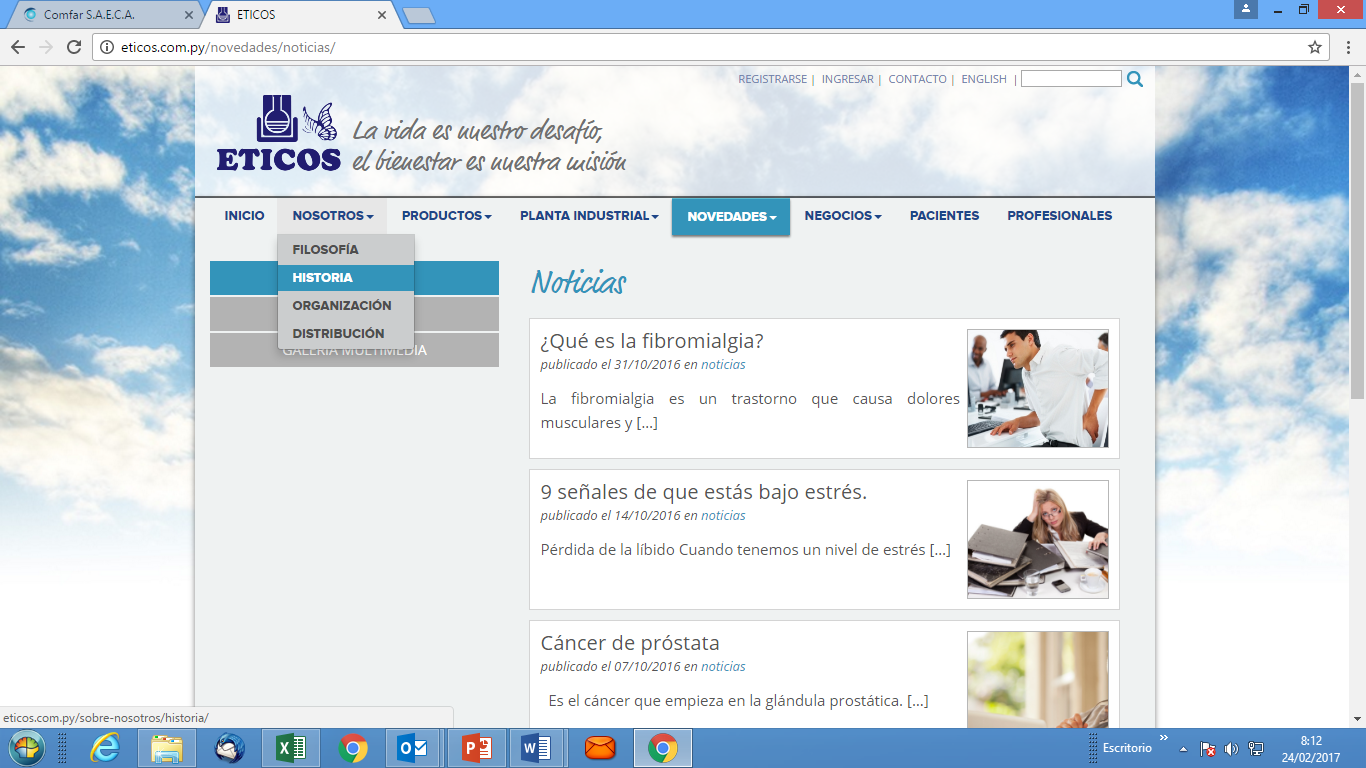 Comfar S.A.E.C.A.
ETICOS
eticos.com.py/novedades/noticias/
REGISTRARSE | INGRESAR | CONTACTO | ENGLISH |
ETICOS
La vida es nuestro desafío,
el bienestar es nuestra misión
INICIO NOSOTROS PRODUCTOS PLANTA INDUSTRIAL NOVEDADES NEGOCIOS PACIENTES PROFESIONALES
FILOSOFÍA
HISTORIA
ORGANIZACIÓN
DISTRIBUCIÓN
GALERÍA MULTIMEDIA
Noticias
¿Qué es la fibromialgia?
publicado el 31/10/2016 en noticias
La fibromialgia es un trastorno que causa dolores
musculares y [...]
9 señales de que estás bajo estrés.
publicado el 14/10/2016 en noticias
Pérdida de la líbido Cuando tenemos un nivel de estrés [...]
Cáncer de próstata
publicado el 07/10/2016 en noticias
Es el cáncer que empieza en la glándula prostática. [...]
eticos.com.py/sobre-nosotros/historia/
Escritorio
8:12
24/02/2017